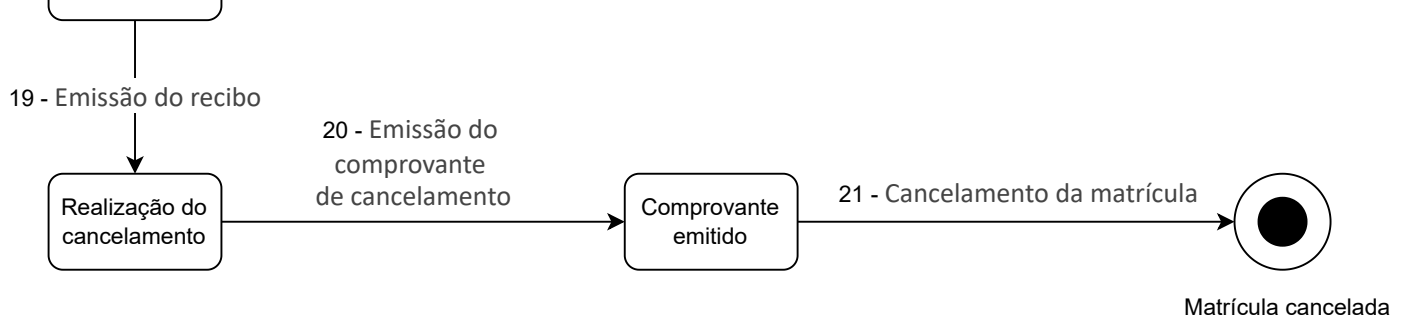 19 - Emissão do recibo
20 - Emissão do
comprovante
de cancelamento
Realização do
cancelamento
Comprovante
emitido
21 - Cancelamento da matrícula
Matrícula cancelada